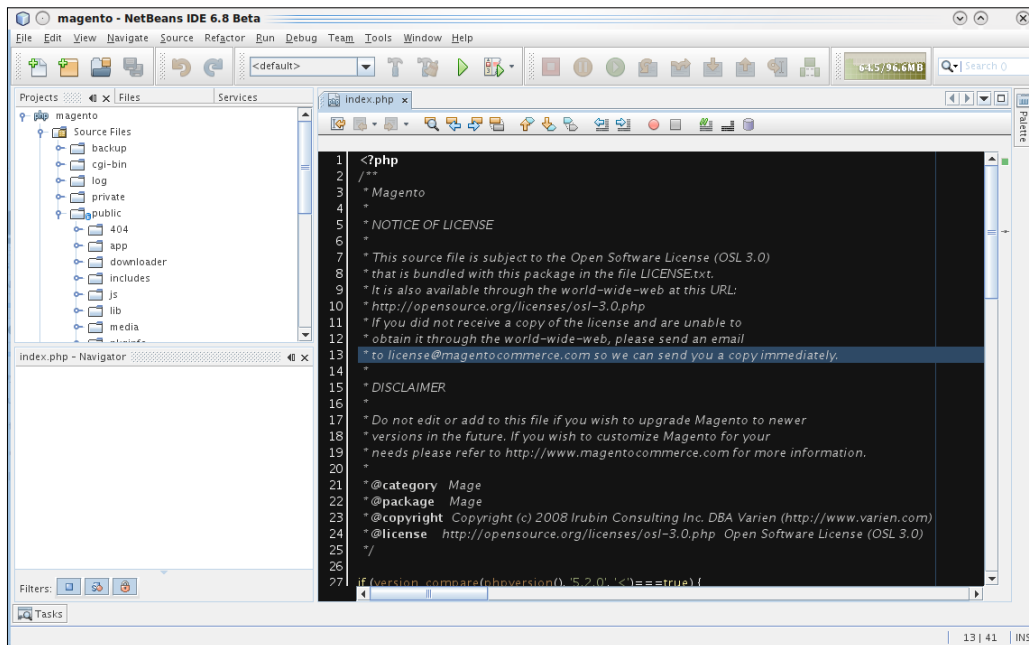 magento - NetBeans IDE 6.8 Beta
File Edit View Navigate Source Refactor Run Debug Team Tools Window Help
<default>
64.5/96.6MB
Search ()
Projects
Files
Services
magento
Source Files
backup
cgi-bin
log
private
public
404
app
downloader
includes
js
lib
media
index.php - Navigator
Filters:
Tasks
index.php
Palette
1 <?php
2 /**
3 * Magento
4 *
5 * NOTICE OF LICENSE
6 *
7 * This source file is subject to the Open Software License (OSL 3.0)
8 * that is bundled with this package in the file LICENSE.txt.
9 * It is also available through the world-wide-web at this URL:
10 * http://opensource.org/licenses/osl-3.0.php
11 * If you did not receive a copy of the license and are unable to
12 * obtain it through the world-wide-web, please send an email
13 * to license@magentocommerce.com so we can send you a copy immediately.
14 *
15 * DISCLAIMER
16 *
17 * Do not edit or add to this file if you wish to upgrade Magento to newer
18 * versions in the future. If you wish to customize Magento for your
19 * needs please refer to http://www.magentocommerce.com for more information.
20 *
21 * @category Mage
22 * @package Mage
23 * @copyright Copyright (c) 2008 Irubin Consulting Inc. DBA Varien (http://www.varien.com)
24 * @license http://opensource.org/licenses/osl-3.0.php Open Software License (OSL 3.0)
25 */
26
27 if (version_compare(phpversion(), '5.2.0', '<')===true) {
13 | 41 INS